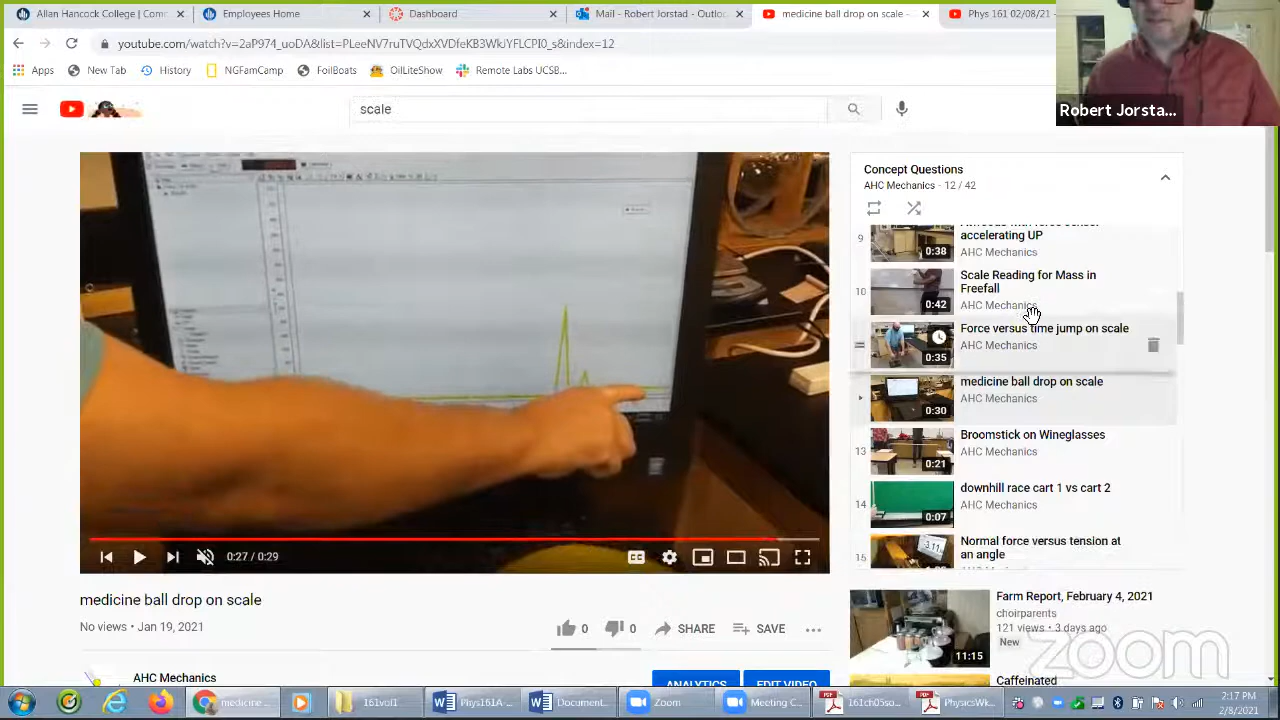 Allan Hancock College | Comc
Employees Home
Dashboard
Mail - Robert Jorstad - Outloc
medicine ball drop on scale -
Phys 161 02/08/21 -
youtube.com/watch?v=
index=12
Apps
New Tab
History
NGFamCamp
FoilBoats
OilLiteShow
Remote Labs UCSB...
Robert Jorsta...
scale
Concept Questions
AHC Mechanics - 12 / 42
9
accelerating UP
0:38
AHC Mechanics
10
Scale Reading for Mass in
Freefall
0:42
AHC Mechanics
Force versus time jump on scale
0:35
AHC Mechanics
medicine ball drop on scale
0:30
AHC Mechanics
13
Broomstick on Wineglasses
0:21
AHC Mechanics
14
downhill race cart 1 vs cart 2
0:07
AHC Mechanics
15
Normal force versus tension at
an angle
0:27 / 0:29
CC
medicine ball drop on scale
No views • Jan 19, 2021
0
0
SHARE
SAVE
AHC Mechanics
ANALYTICS
EDIT VIDEO
Farm Report, February 4, 2021
choirparents
121 views • 3 days ago
New
11:15
Caffeinated
zoom
medicine ...
161vol1
Phys161A ...
Document...
Zoom
Meeting C...
161ch05so...
PhysicsWk...
2:17 PM
2/8/2021